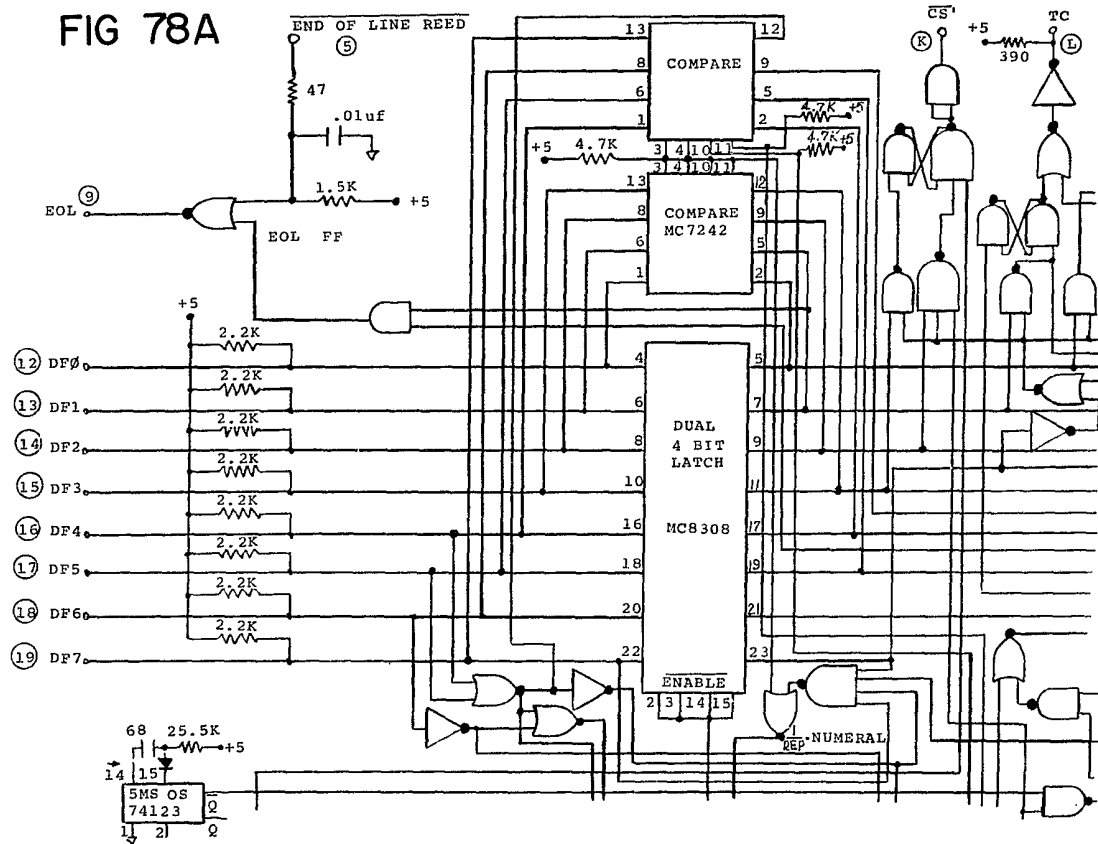 FIG 78A
END OF LINE REED
5
47
.01uf
+5
4.7K
1.5K
+5
9
EOL
EOL FF
+5
2.2K
12 DFØ
2.2K
13 DF1
2.2K
14 DF2
2.2K
15 DF3
2.2K
16 DF4
2.2K
17 DF5
2.2K
18 DF6
2.2K
19 DF7
13 12
8 COMPARE 9
6 5
1 2
3 4 10 11
4.7K +5
4.7K +5
3 4 10 11
13 12
8 COMPARE 9
MC7242
6 5
1 2
4 5
6 7
DUAL
8 4 BIT 9
LATCH
10 11
16 MC8308 17
18 19
20 21
22 23
ENABLE
2 3 14 15
1
REP.NUMERAL
CS'
K
TC
L
+5
390
68 25.5K
+5
14 15
5MS OS Q
74123
1 2 Q